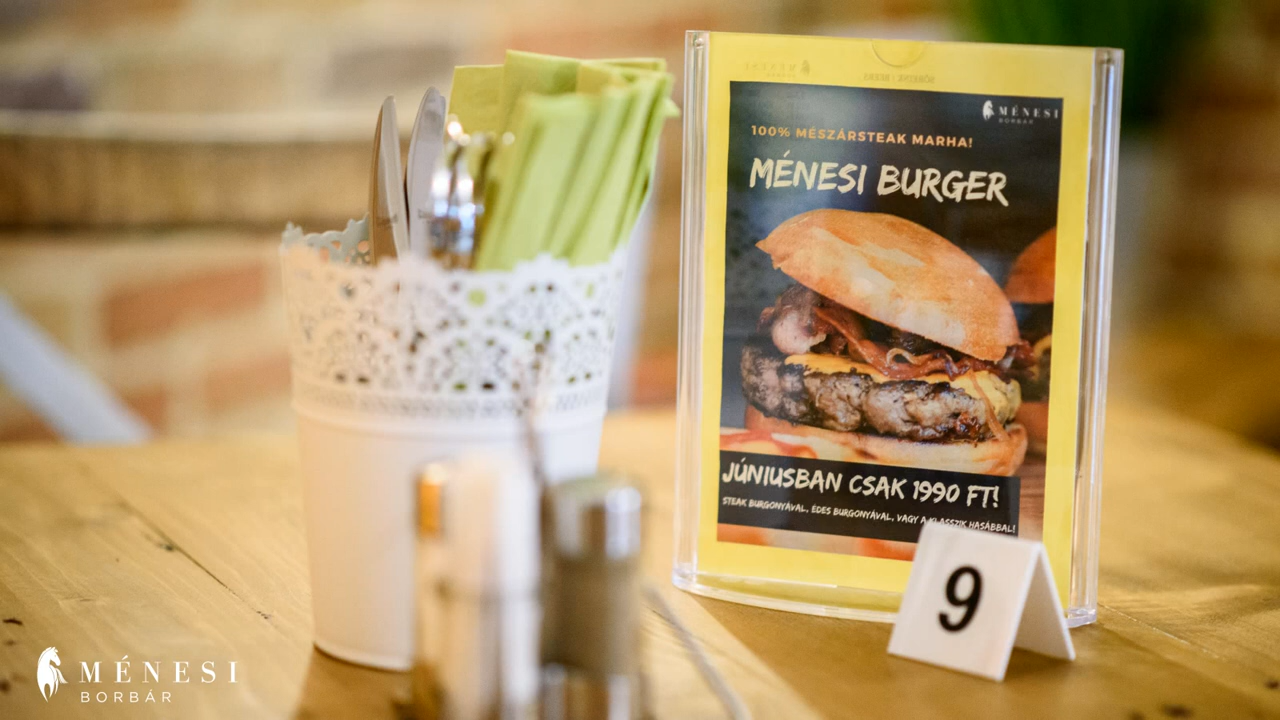 MÉNESI
BORBÁR
100% MÉSZÁRSTEAK MARHA!
MÉNESI BURGER
JÚNIUSBAN CSAK 1990 FT!
STEAK BURGONYÁVAL, ÉDES BURGONYÁVAL, VAGY A KLASSZIK HASÁBBAL!
9
MÉNESI
BORBÁR